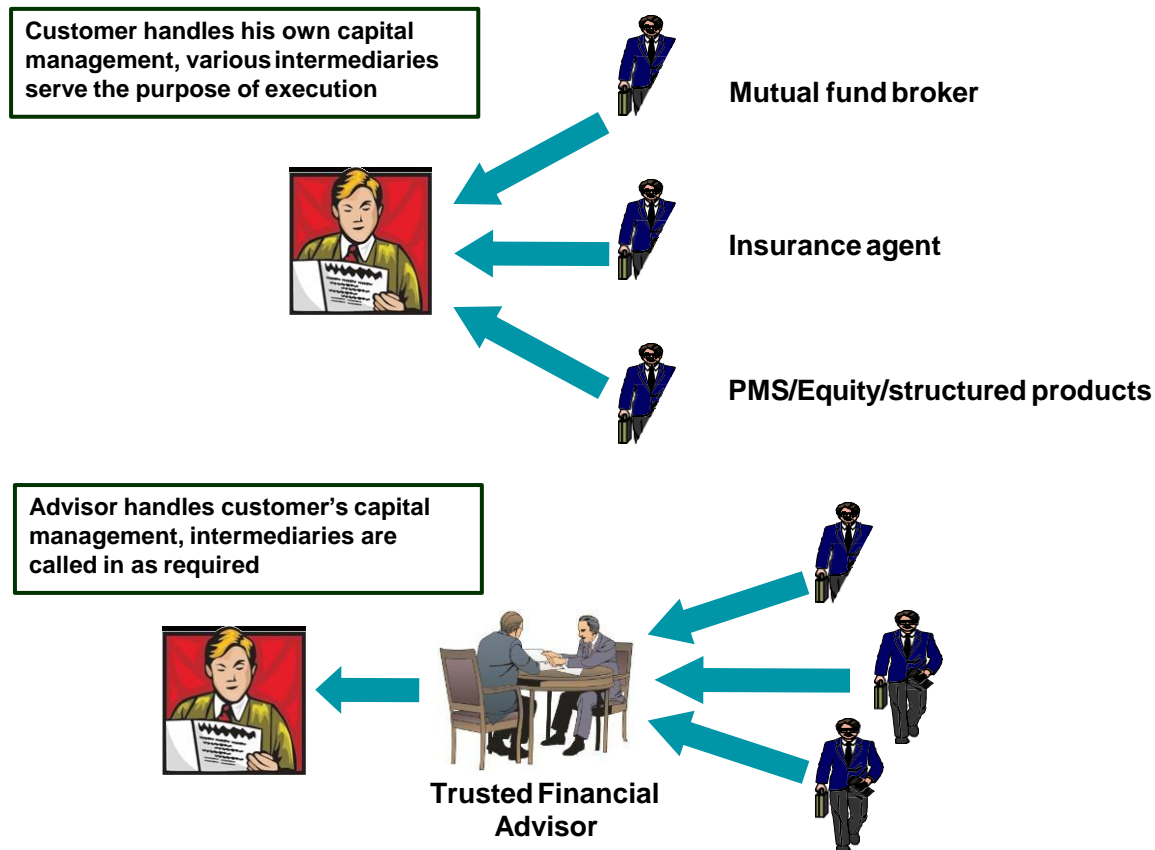 Customer handles his own capital
management, various intermediaries
serve the purpose of execution
Mutual fund broker
Insurance agent
PMS/Equity/structured products
Advisor handles customer’s capital
management, intermediaries are
called in as required
Trusted Financial
Advisor